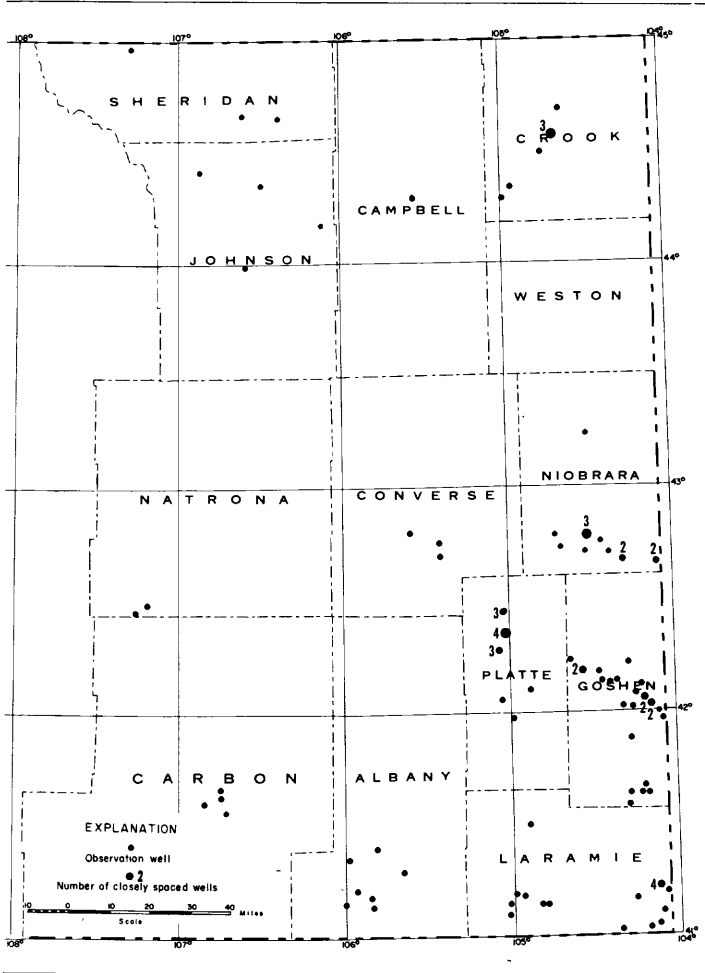 108° 107° 106° 105° 104°
45°
SHERIDAN
3
CROOK
CAMPBELL
JOHNSON
44°
WESTON
NIOBRARA
43°
NATRONA
CONVERSE
3
2 2
3
4
3
PLATTE
2
GOSHEN
2
2
42°
CARBON
ALBANY
EXPLANATION
Observation well
2
Number of closely spaced wells
10 0 10 20 30 40 Miles
Scale
LARAMIE
4
108° 107° 106° 105° 41°